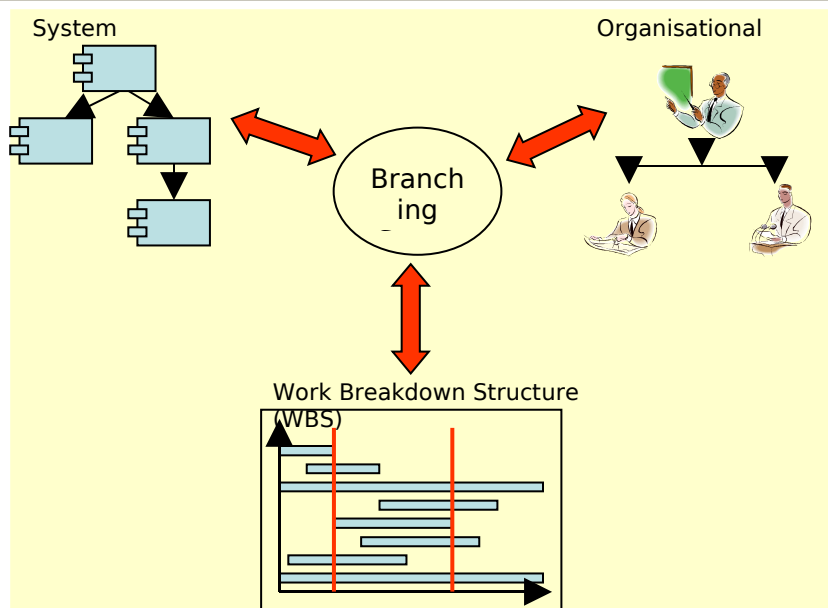 System
Organisational
Branch
ing
Work Breakdown Structure
(WBS)